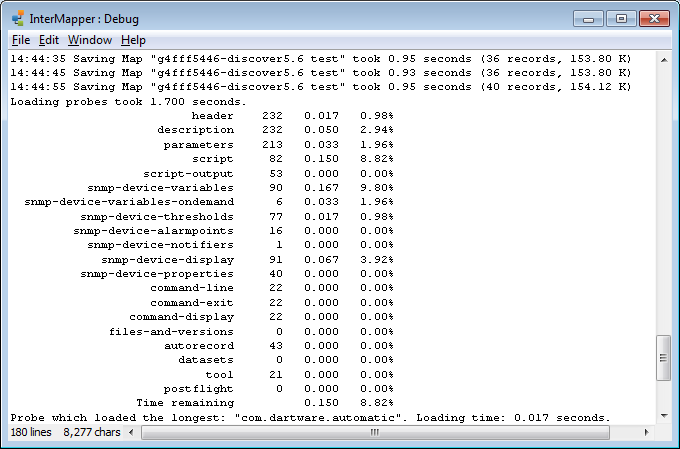 InterMapper : Debug
File Edit Window Help
14:44:35 Saving Map "g4fff5446-discover5.6 test" took 0.95 seconds (36 records, 153.80 K)
14:44:45 Saving Map "g4fff5446-discover5.6 test" took 0.93 seconds (36 records, 153.80 K)
14:44:55 Saving Map "g4fff5446-discover5.6 test" took 0.95 seconds (40 records, 154.12 K)
Loading probes took 1.700 seconds.
header 232 0.017 0.98%
description 232 0.050 2.94%
parameters 213 0.033 1.96%
script 82 0.150 8.82%
script-output 53 0.000 0.00%
snmp-device-variables 90 0.167 9.80%
snmp-device-variables-ondemand 6 0.033 1.96%
snmp-device-thresholds 77 0.017 0.98%
snmp-device-alarmpoints 16 0.000 0.00%
snmp-device-notifiers 1 0.000 0.00%
snmp-device-display 91 0.067 3.92%
snmp-device-properties 40 0.000 0.00%
command-line 22 0.000 0.00%
command-exit 22 0.000 0.00%
command-display 22 0.000 0.00%
files-and-versions 0 0.000 0.00%
autorecord 43 0.000 0.00%
datasets 0 0.000 0.00%
tool 21 0.000 0.00%
postflight 0 0.000 0.00%
Time remaining 0.150 8.82%
Probe which loaded the longest: "com.dartware.automatic". Loading time: 0.017 seconds.
180 lines 8,277 chars